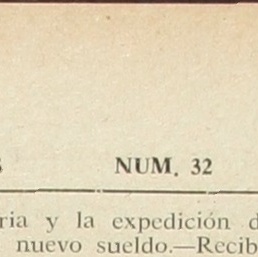 NUM. 32
ria y la expedición
nuevo sueldo.—Recib